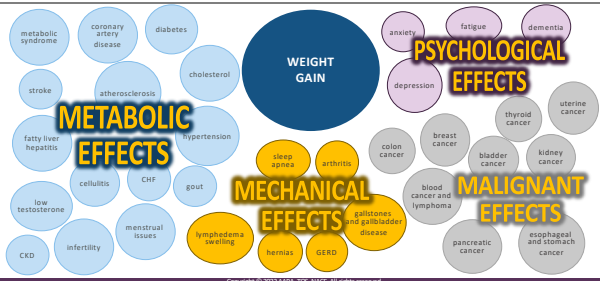 metabolic
syndrome
coronary
artery
disease
diabetes
WEIGHT
GAIN
anxiety
fatigue
dementia
PSYCHOLOGICAL
EFFECTS
stroke
atherosclerosis
cholesterol
depression
METABOLIC
EFFECTS
fatty liver
hepatitis
hypertension
sleep
apnea
arthritis
colon
cancer
breast
cancer
thyroid
cancer
uterine
cancer
bladder
cancer
kidney
cancer
cellulitis
CHF
gout
MECHANICAL
EFFECTS
blood
cancer and
lymphoma
MALIGNANT
EFFECTS
low
testosterone
menstrual
issues
lymphedema
swelling
gallstones
and gallbladder
disease
CKD
infertility
hernias
GERD
pancreatic
cancer
esophageal
and stomach
cancer